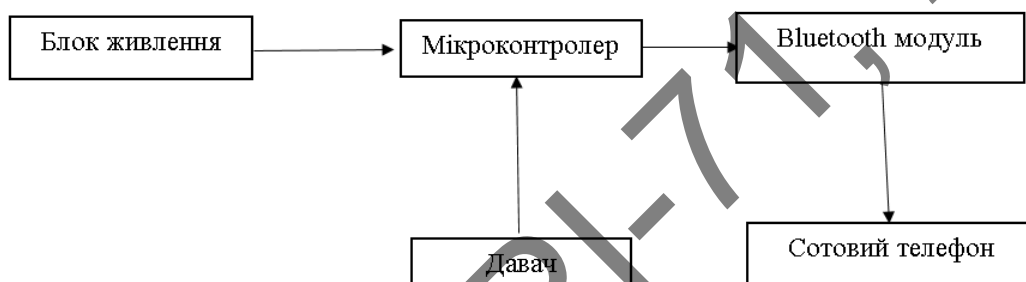 Блок живлення
Мікроконтролер
Bluetooth модуль
Давач
Сотовий телефон